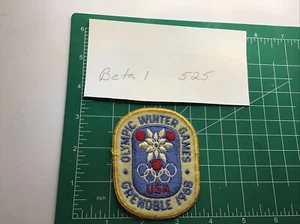 Beta 1 525
OLYMPIC WINTER GAMES
USA
GRENOBLE 1968